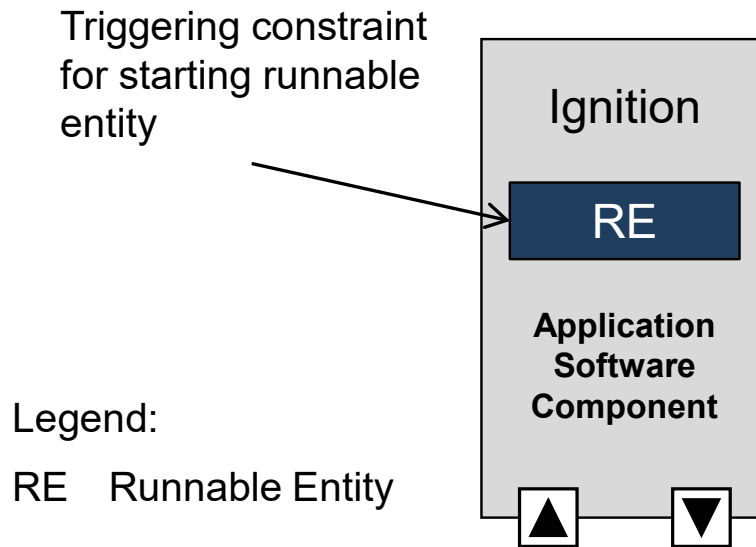 Triggering constraint
for starting runnable
entity
Ignition
RE
Application
Software
Component
Legend:
RE Runnable Entity